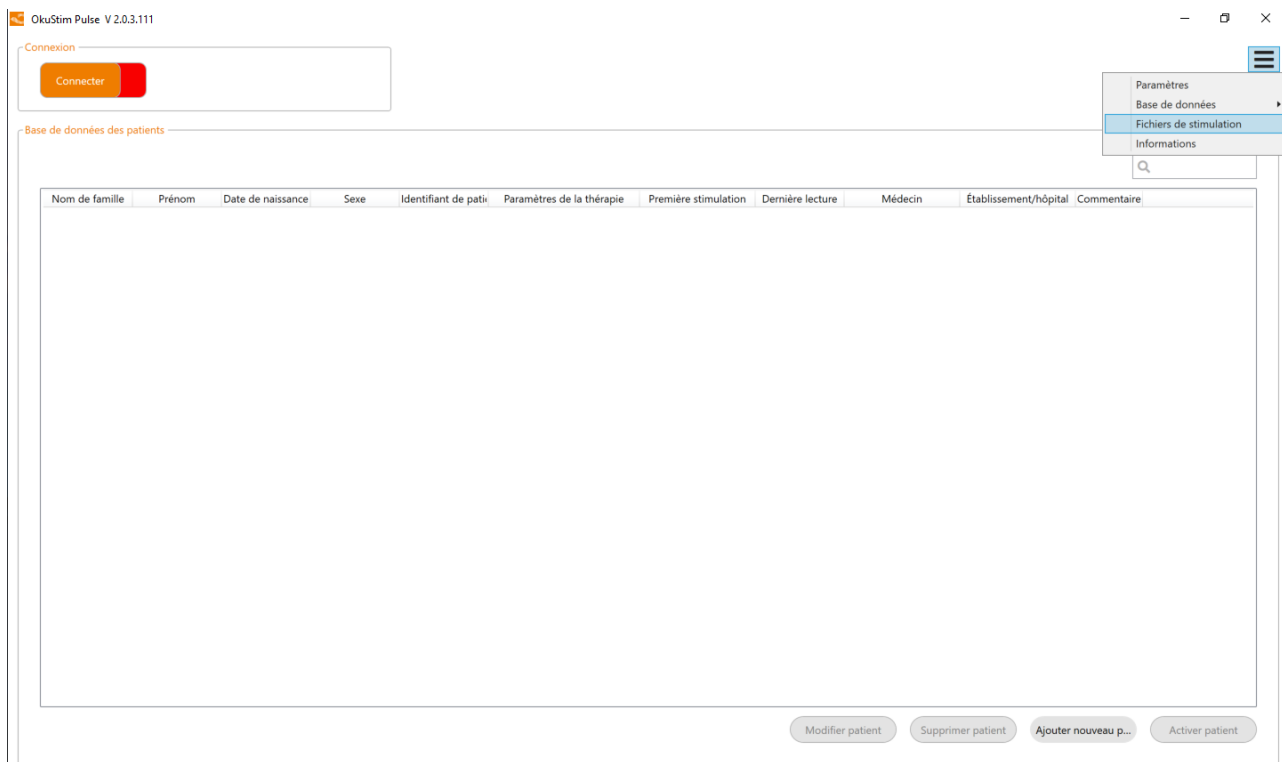 OkuStim Pulse V 2.0.3.111
Connexion
Connecter
Paramètres
Base de données
Fichiers de stimulation
Informations
Base de données des patients
Nom de famille Prénom Date de naissance Sexe Identifiant de patie Paramètres de la thérapie Première stimulation Dernière lecture Médecin Établissement/hôpital Commentaire
Modifier patient Supprimer patient Ajouter nouveau p... Activer patient